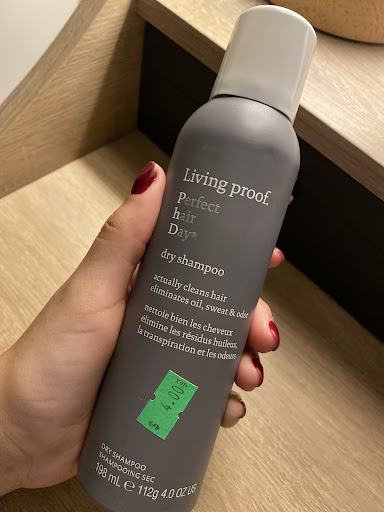 Living proof.
Perfect
hair
Day®
dry shampoo
actually cleans hair
eliminates oil, sweat & odor
nettoie bien les cheveux
élimine les résidus huileux,
la transpiration et les odeurs
4.00
DRY SHAMPOO
SHAMPOOING SEC
198 mL e 112g 4.0 OZ US